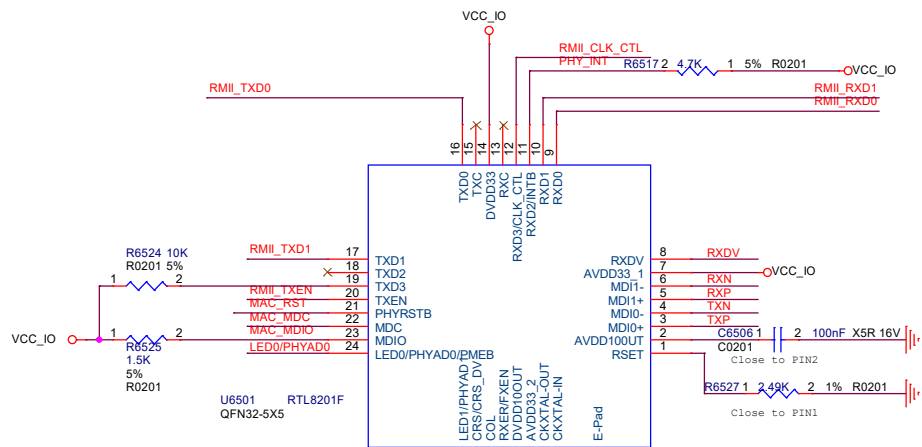 VCC_IO
RMII_CLK_CTL
PHY_INT
R6517 2 4.7K 1 5% R0201
VCC_IO
RMII_TXD0
RMII_RXD1
RMII_RXD0
16 15 14 13 12 11 10 9
TXD0
TXC
DVDD33
RXC
RXD3/CLK_CTL
RXD2/INTB
RXD1
RXD0
R6524 10K
R0201 5%
1 2
VCC_IO
1 2
R6525
1.5K
5%
R0201
RMII_TXD1 17 TXD1
18 TXD2
19 TXD3
RMII_TXEN 20 TXEN
MAC_RST 21 PHYRSTB
MAC_MDC 22 MDC
MAC_MDIO 23 MDIO
LED0/PHYAD0 24 LED0/PHYAD0/PMEB
RXDV 8 RXDV
AVDD33_1 7 VCC_IO
MDI1- 6 RXN
MDI1+ 5 RXP
MDI0- 4 TXN
MDI0+ 3 TXP
AVDD10OUT 2 C6506 1 2 100nF X5R 16V
C0201
Close to PIN2
RSET 1
R6527 1 2.49K 2 1% R0201
Close to PIN1
U6501 RTL8201F
QFN32-5X5
LED1/PHYAD1
CRS/CRS_DV
COL
RXER/FXEN
DVDD10OUT
AVDD33_2
CKXTAL-OUT
CKXTAL-IN
E-Pad